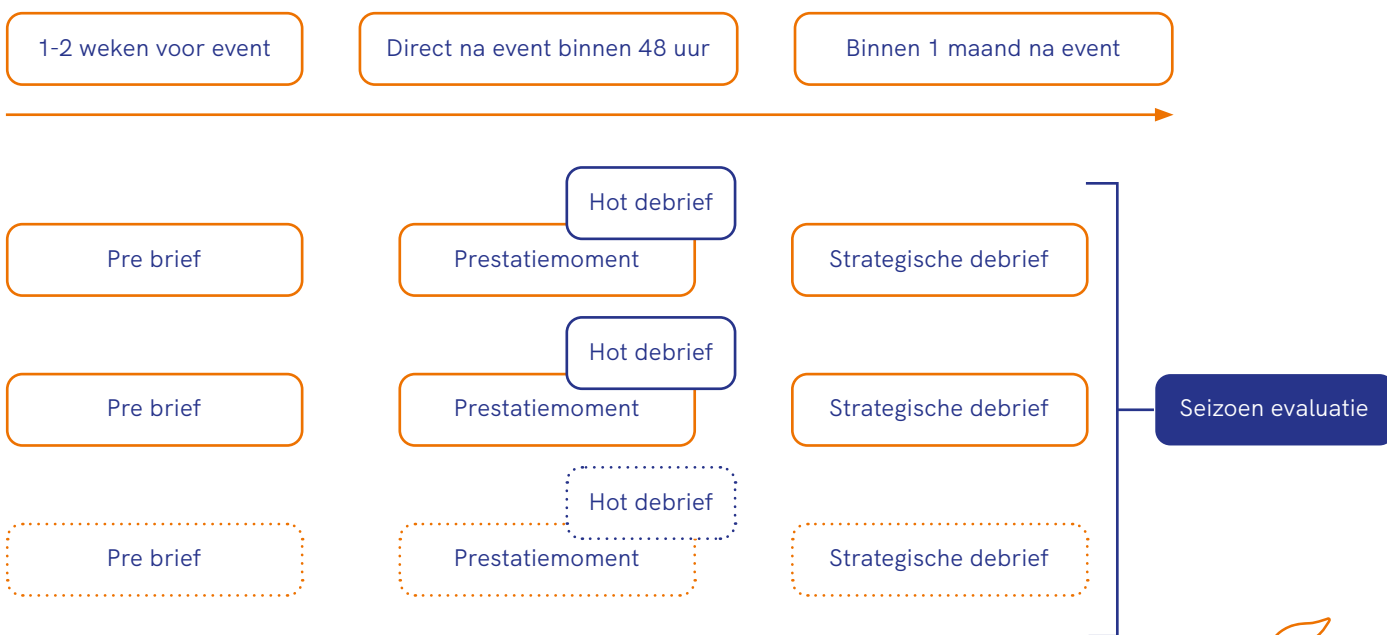 1-2 weken voor event
Direct na event binnen 48 uur
Binnen 1 maand na event
Hot debrief
Pre brief
Prestatiemoment
Strategische debrief
Hot debrief
Pre brief
Prestatiemoment
Strategische debrief
Seizoen evaluatie
Hot debrief
Pre brief
Prestatiemoment
Strategische debrief